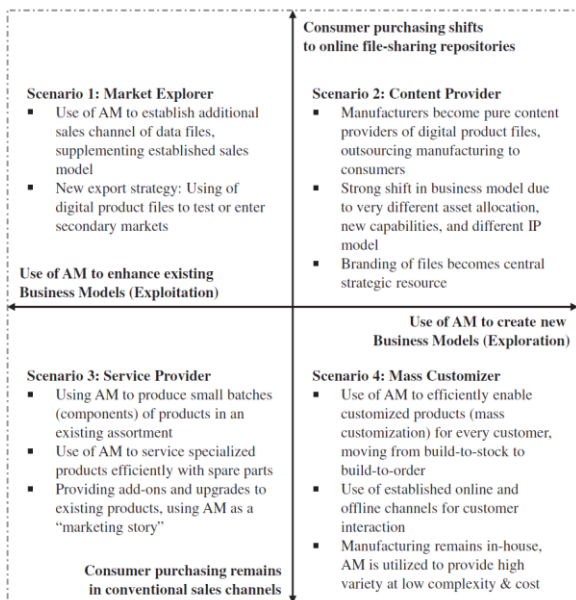 Consumer purchasing shifts
to online file-sharing repositories
Scenario 1: Market Explorer
▪ Use of AM to establish additional
sales channel of data files,
supplementing established sales
model
▪ New export strategy: Using of
digital product files to test or enter
secondary markets
Scenario 2: Content Provider
▪ Manufacturers become pure content
providers of digital product files,
outsourcing manufacturing to
consumers
▪ Strong shift in business model due
to very different asset allocation,
new capabilities, and different IP
model
▪ Branding of files becomes central
strategic resource
Use of AM to enhance existing
Business Models (Exploitation)
Use of AM to create new
Business Models (Exploration)
Scenario 3: Service Provider
▪ Using AM to produce small batches
(components) of products in an
existing assortment
▪ Use of AM to service specialized
products efficiently with spare parts
▪ Providing add-ons and upgrades to
existing products, using AM as a
“marketing story”
Scenario 4: Mass Customizer
▪ Use of AM to efficiently enable
customized products (mass
customization) for every customer,
moving from build-to-stock to
build-to-order
▪ Use of established online and
offline channels for customer
interaction
▪ Manufacturing remains in-house,
AM is utilized to provide high
variety at low complexity & cost
Consumer purchasing remains
in conventional sales channels